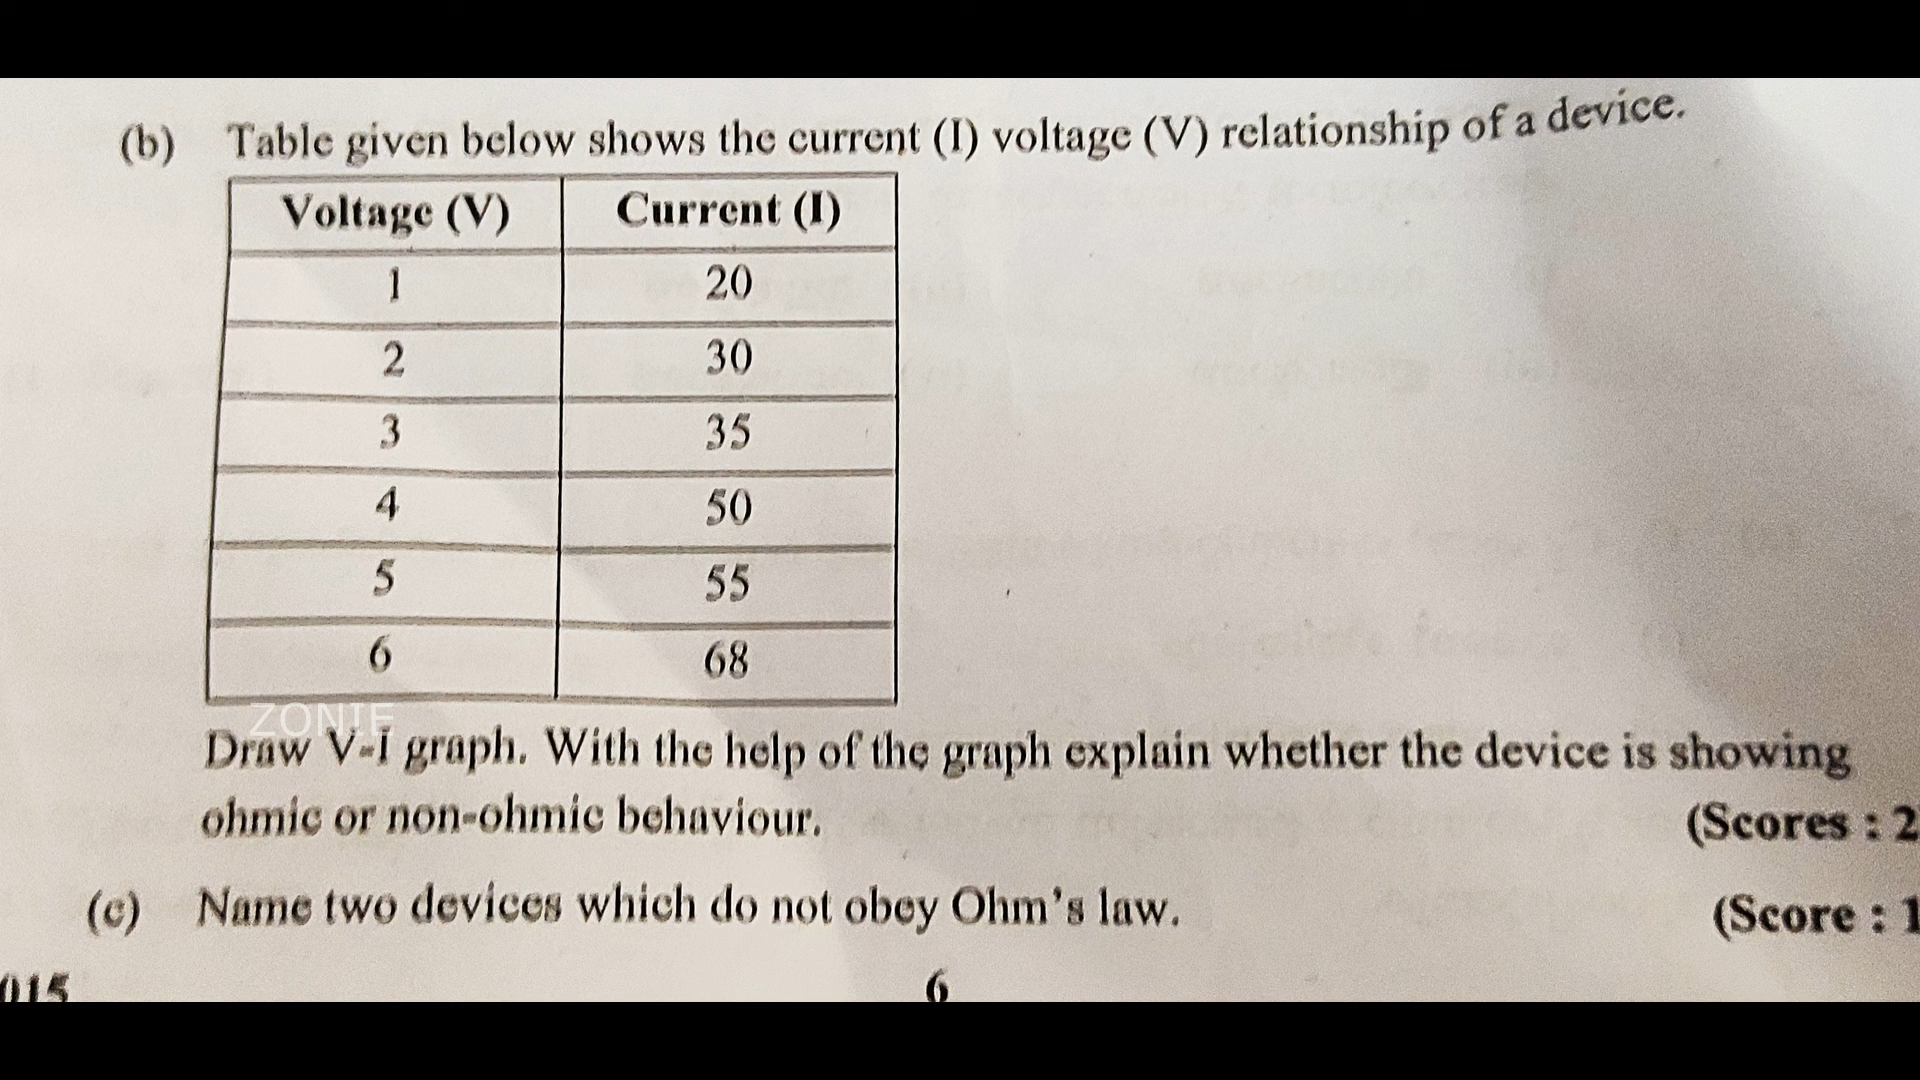 (b) Table given below shows the current (I) voltage (V) relationship of a device.
Voltage (V) Current (I)
1 20
2 30
3 35
4 50
5 55
6 68
ZONIE
Draw V-I graph. With the help of the graph explain whether the device is showing
ohmic or non-ohmic behaviour. (Scores : 2
(c) Name two devices which do not obey Ohm's law. (Score : 1
015 6